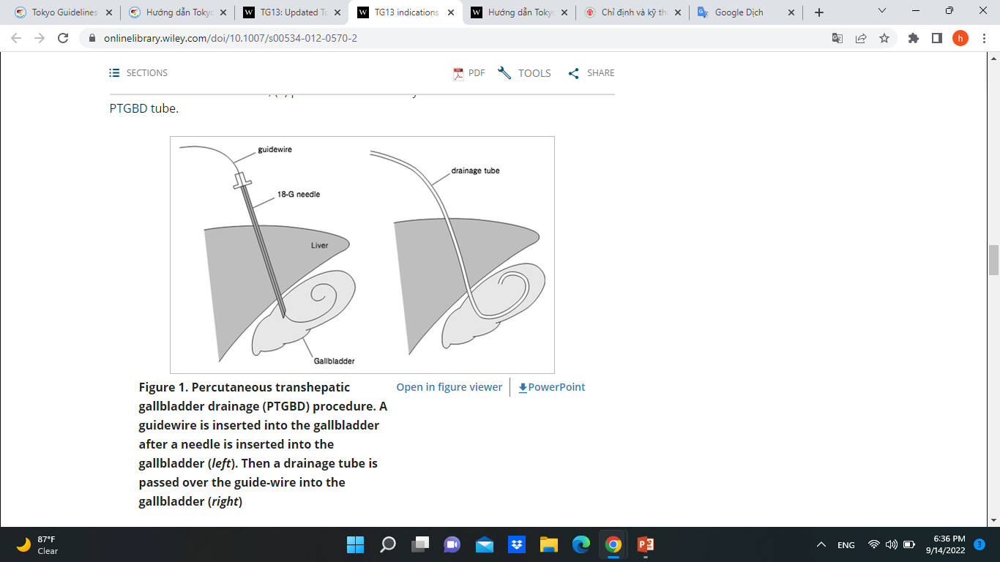 Tokyo Guidelines
Hướng dẫn Tokyo
TG13: Updated To
TG13 indications
Hướng dẫn Tokyo
Chỉ định và kỹ th
Google Dịch
onlinelibrary.wiley.com/doi/10.1007/s00534-012-0570-2
h
SECTIONS
PDF
TOOLS
SHARE
PTGBD tube.
guidewire
18-G needle
Liver
Gallbladder
drainage tube
Figure 1. Percutaneous transhepatic
gallbladder drainage (PTGBD) procedure. A
guidewire is inserted into the gallbladder
after a needle is inserted into the
gallbladder (left). Then a drainage tube is
passed over the guide-wire into the
gallbladder (right)
Open in figure viewer
PowerPoint
87°F
Clear
ENG
6:36 PM
9/14/2022
3